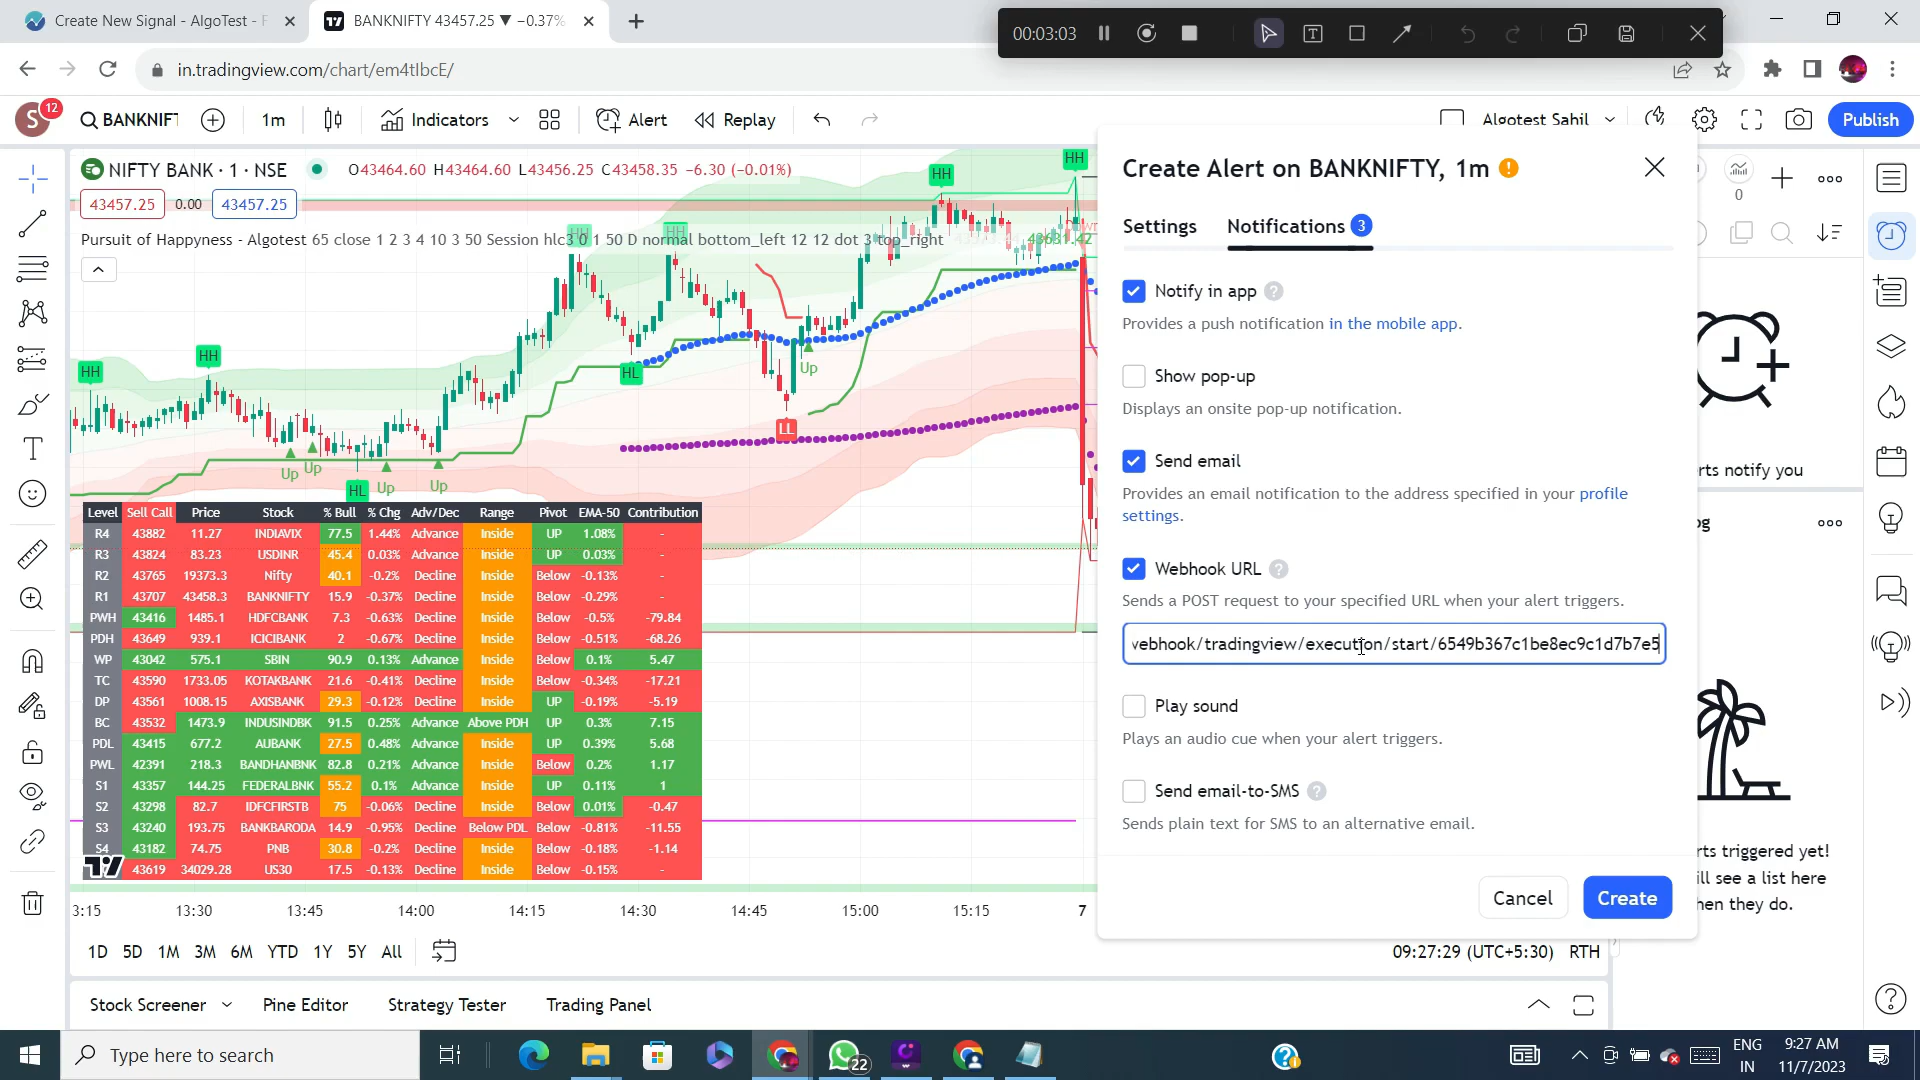 Create New Signal - AlgoTest - F
BANKNIFTY 43457.25 ▼ −0.37%
00:03:03
in.tradingview.com/chart/em4tIbcE/
S 12
BANKNIFT
1m
Indicators
Alert
Replay
Algotest Sahil
Publish
NIFTY BANK · 1 · NSE
O43464.60 H43464.60 L43456.25 C43458.35 −6.30 (−0.01%)
43457.25 0.00 43457.25
Pursuit of Happyness - Algotest 65 close 1 2 3 4 10 3 50 Session hlc3 0 1 50 D normal bottom_left 12 12 dot 3 top_right
43631.42
HH
HH
HH
HH
HH
HH
HL
Up
LL
Up
Up
HL
Up
Up
Level Sell Call Price Stock % Bull % Chg Adv/Dec Range Pivot EMA-50 Contribution
R4 43882 11.27 INDIAVIX 77.5 1.44% Advance Inside UP 1.08% -
R3 43824 83.23 USDINR 45.4 0.03% Advance Inside UP 0.03% -
R2 43765 19373.3 Nifty 40.1 -0.2% Decline Inside Below -0.13% -
R1 43707 43458.3 BANKNIFTY 15.9 -0.37% Decline Inside Below -0.29% -
PWH 43416 1485.1 HDFCBANK 7.3 -0.63% Decline Inside Below -0.5% -79.84
PDH 43649 939.1 ICICIBANK 2 -0.67% Decline Inside Below -0.51% -68.26
WP 43042 575.1 SBIN 90.9 0.13% Advance Inside Below 0.1% 5.47
TC 43590 1733.05 KOTAKBANK 21.6 -0.41% Decline Inside Below -0.34% -17.21
DP 43561 1008.15 AXISBANK 29.3 -0.12% Decline Inside UP -0.19% -5.19
BC 43532 1473.9 INDUSINDBK 91.5 0.25% Advance Above PDH UP 0.3% 7.15
PDL 43415 677.2 AUBANK 27.5 0.48% Advance Inside UP 0.39% 5.68
PWL 42391 218.3 BANDHANBNK 82.8 0.21% Advance Inside Below 0.2% 1.17
S1 43357 144.25 FEDERALBNK 55.2 0.1% Advance Inside UP 0.11% 1
S2 43298 82.7 IDFCFIRSTB 75 -0.06% Decline Inside Below 0.01% -0.47
S3 43240 193.75 BANKBARODA 14.9 -0.95% Decline Below PDL Below -0.81% -11.55
S4 43182 74.75 PNB 30.8 -0.2% Decline Inside Below -0.18% -1.14
43619 34029.28 US30 17.5 -0.13% Decline Inside Below -0.15% -
3:15 13:30 13:45 14:00 14:15 14:30 14:45 15:00 15:15 7
1D 5D 1M 3M 6M YTD 1Y 5Y All
09:27:29 (UTC+5:30) RTH
Stock Screener
Pine Editor
Strategy Tester
Trading Panel
Create Alert on BANKNIFTY, 1m
Settings
Notifications 3
Notify in app
Provides a push notification in the mobile app.
Show pop-up
Displays an onsite pop-up notification.
Send email
Provides an email notification to the address specified in your profile
settings.
Webhook URL
Sends a POST request to your specified URL when your alert triggers.
vebhook/tradingview/execution/start/6549b367c1be8ec9c1d7b7e5
Play sound
Plays an audio cue when your alert triggers.
Send email-to-SMS
Sends plain text for SMS to an alternative email.
Cancel
Create
0
rts notify you
og
rts triggered yet!
ill see a list here
hen they do.
Type here to search
22
ENG
IN
9:27 AM
11/7/2023